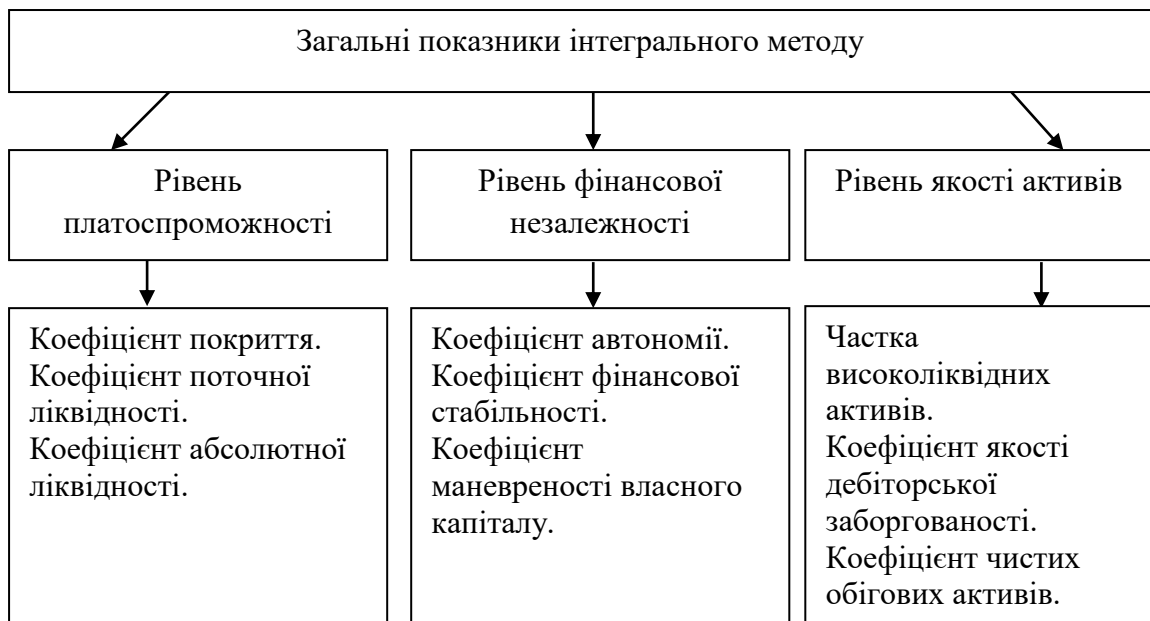 Загальні показники інтегрального методу
Рівень
платоспроможності
Рівень фінансової
незалежності
Рівень якості активів
Коефіцієнт покриття.
Коефіцієнт поточної
ліквідності.
Коефіцієнт абсолютної
ліквідності.
Коефіцієнт автономії.
Коефіцієнт фінансової
стабільності.
Коефіцієнт
маневреності власного
капіталу.
Частка
високоліквідних
активів.
Коефіцієнт якості
дебіторської
заборгованості.
Коефіцієнт чистих
обігових активів.